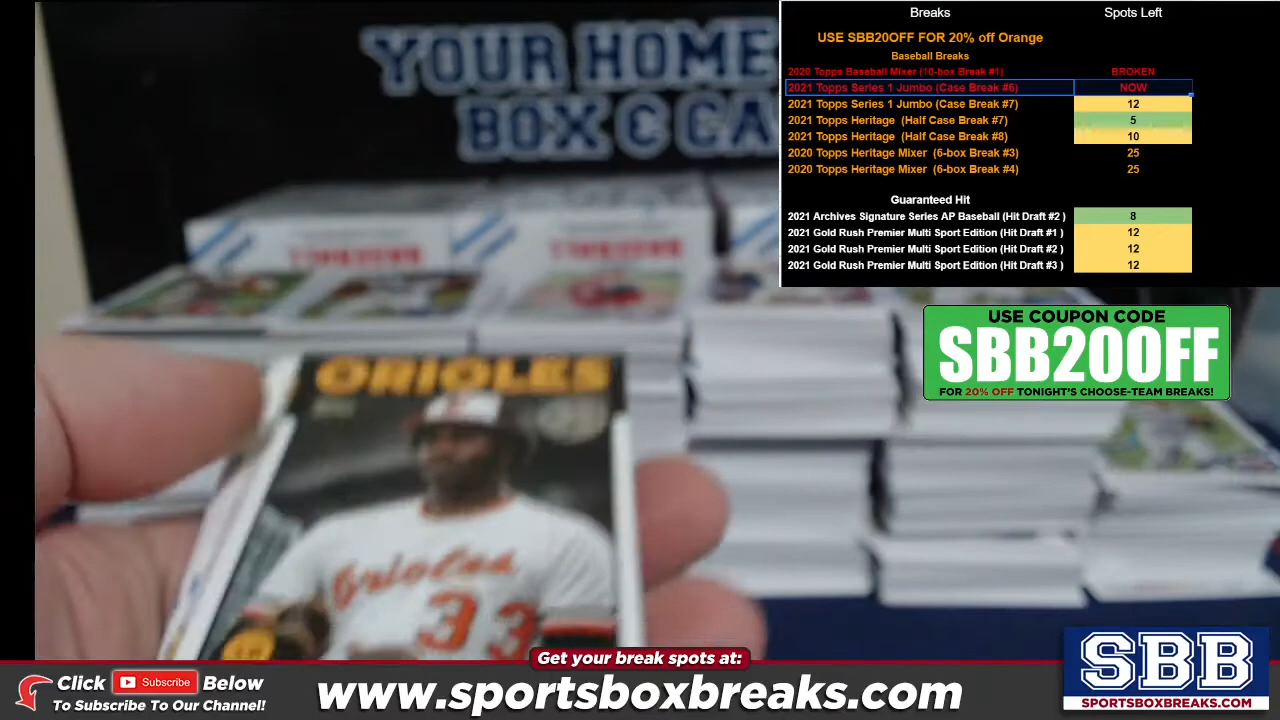 YOUR HOME
BOX & CA
Breaks Spots Left
USE SBB20OFF FOR 20% off Orange
Baseball Breaks
2020 Topps Baseball Mixer (10-box Break #1) BROKEN
2021 Topps Series 1 Jumbo (Case Break #6) NOW
2021 Topps Series 1 Jumbo (Case Break #7) 12
2021 Topps Heritage (Half Case Break #7) 5
2021 Topps Heritage (Half Case Break #8) 10
2020 Topps Heritage Mixer (6-box Break #3) 25
2020 Topps Heritage Mixer (6-box Break #4) 25
Guaranteed Hit
2021 Archives Signature Series AP Baseball (Hit Draft #2 ) 8
2021 Gold Rush Premier Multi Sport Edition (Hit Draft #1 ) 12
2021 Gold Rush Premier Multi Sport Edition (Hit Draft #2 ) 12
2021 Gold Rush Premier Multi Sport Edition (Hit Draft #3 ) 12
USE COUPON CODE
SBB20OFF
FOR 20% OFF TONIGHT'S CHOOSE-TEAM BREAKS!
ORIOLES
Orioles
33
Get your break spots at:
Click Subscribe Below
To Subscribe To Our Channel!
www.sportsboxbreaks.com
SBB
SPORTSBOXBREAKS.COM